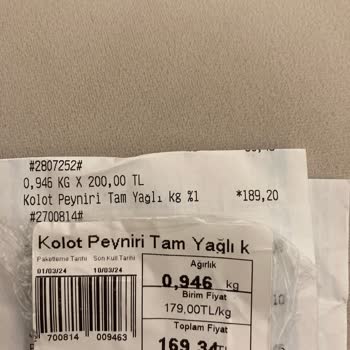 #2807252#
0,946 KG X 200,00 TL
Kolot Peyniri Tam Yağlı kg %1 *189,20
#2700814#
Kolot Peyniri Tam Yağlı k
Paketleme Tarihi Son Kull Tarihi
01/03/24 10/03/24
Ağırlık
0,946 kg
Birim Fiyat
179,00TL/kg
Toplam Fiyat
169,34TL
700814 009463